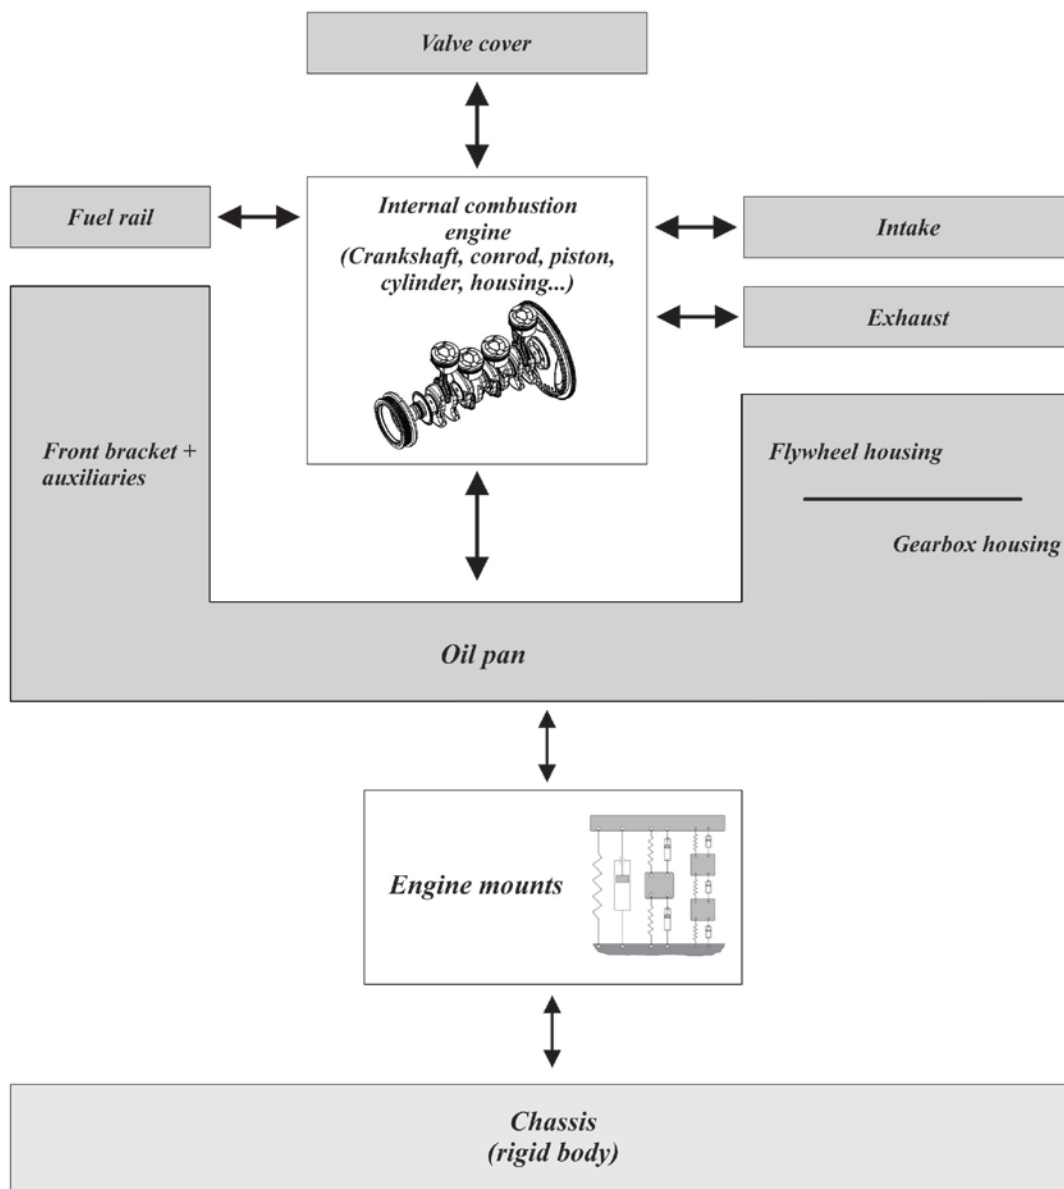 Valve cover
Fuel rail
Internal combustion
engine
(Crankshaft, conrod, piston,
cylinder, housing...)
Intake
Exhaust
Front bracket +
auxiliaries
Flywheel housing
Gearbox housing
Oil pan
Engine mounts
Chassis
(rigid body)